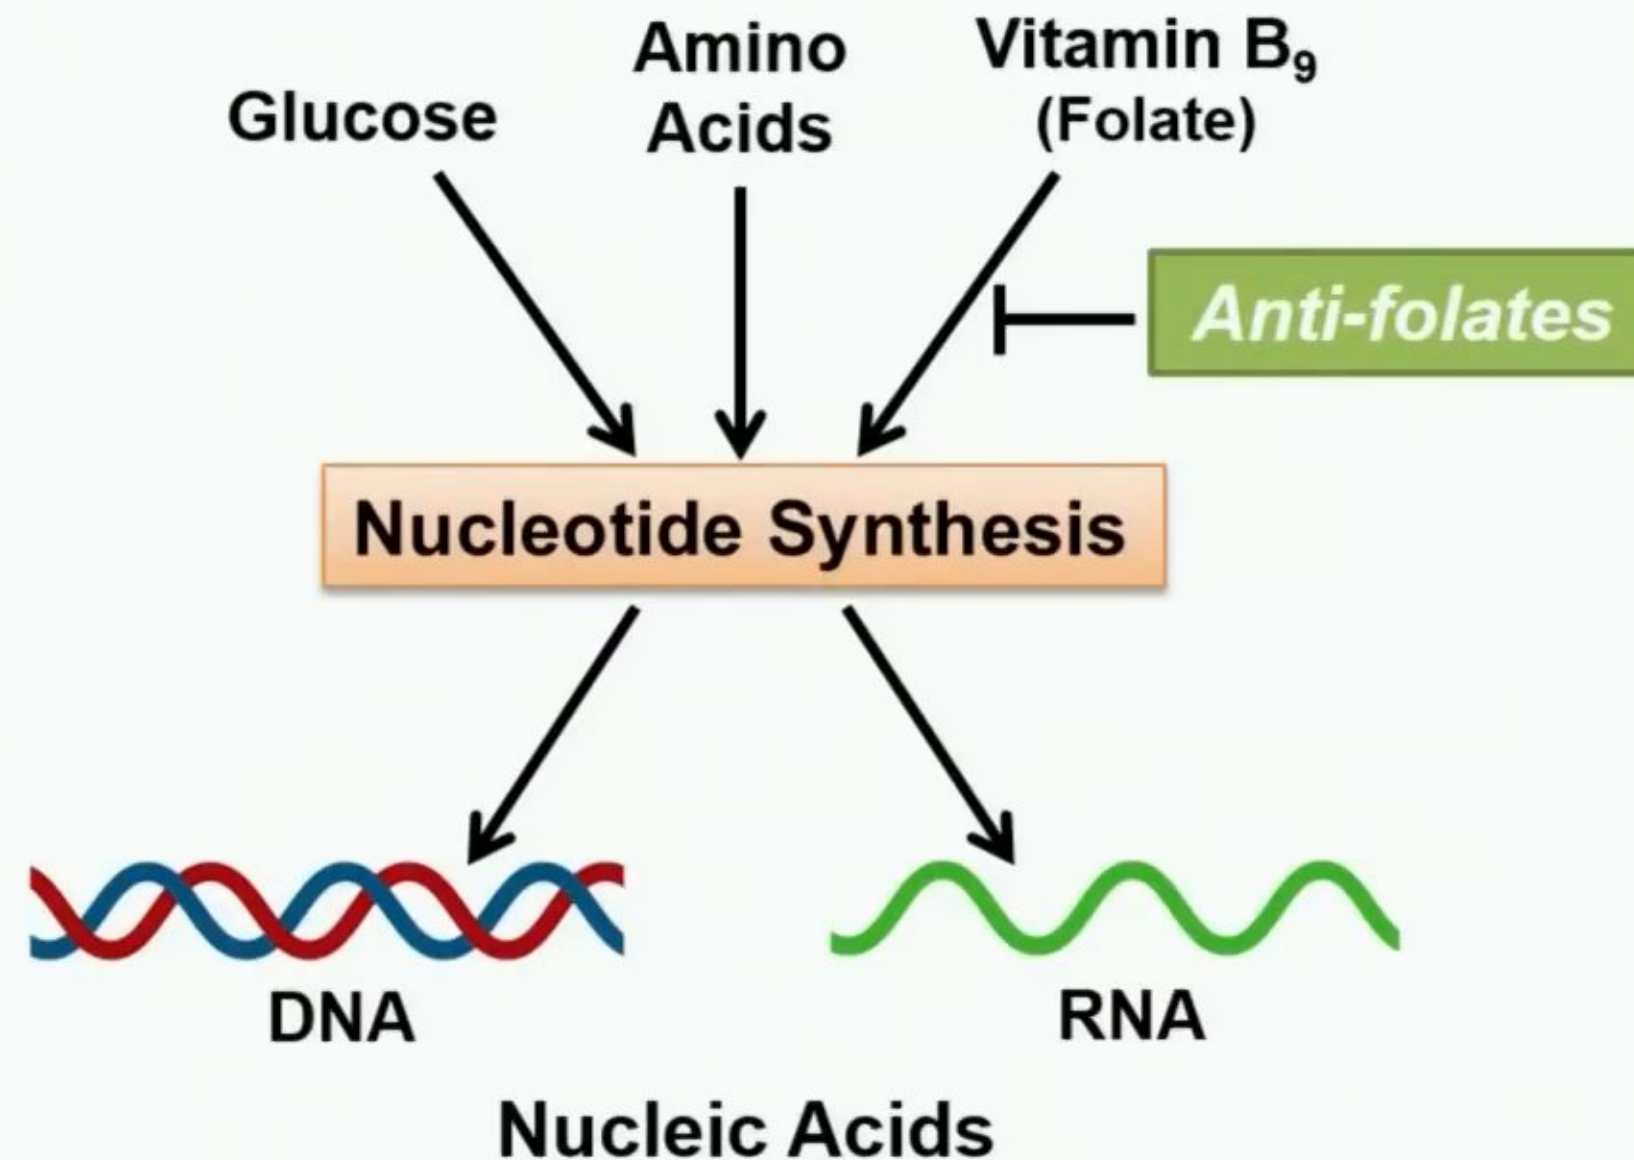 Glucose
Amino
Acids
Vitamin B₉
(Folate)
Anti-folates
Nucleotide Synthesis
DNA
RNA
Nucleic Acids